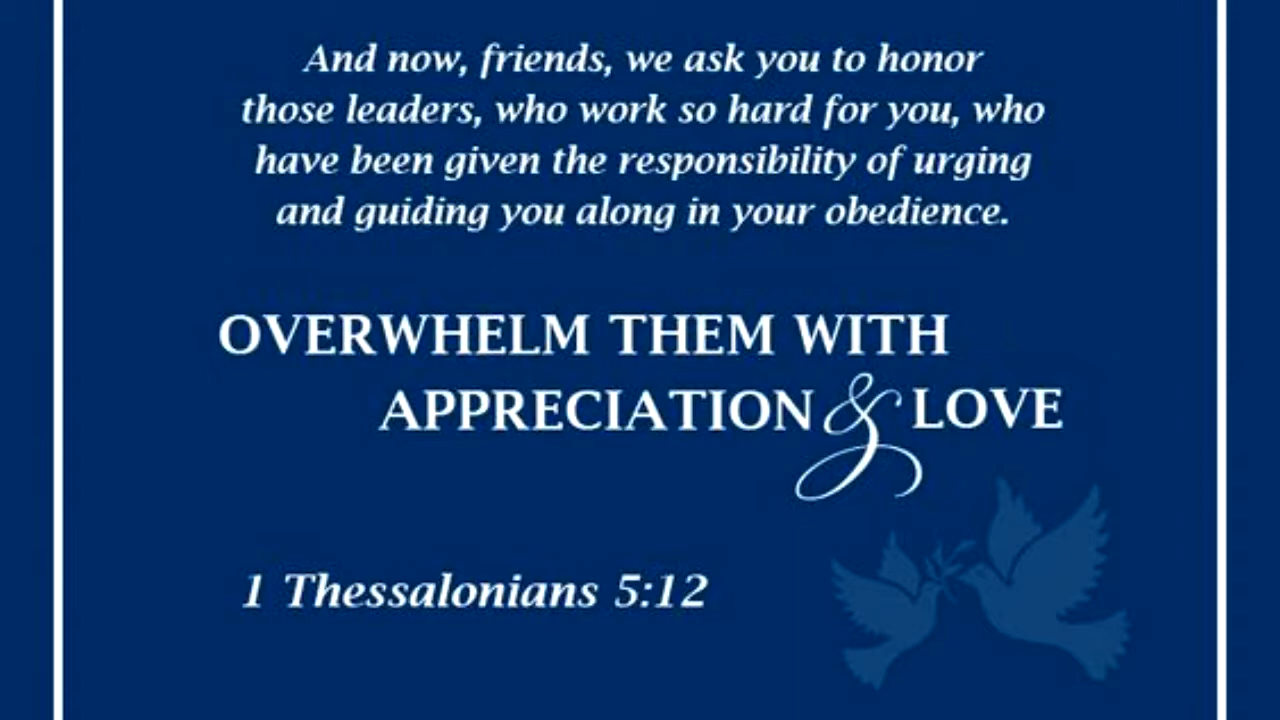 And now, friends, we ask you to honor
those leaders, who work so hard for you, who
have been given the responsibility of urging
and guiding you along in your obedience.
OVERWHELM THEM WITH
APPRECIATION & LOVE
1 Thessalonians 5:12